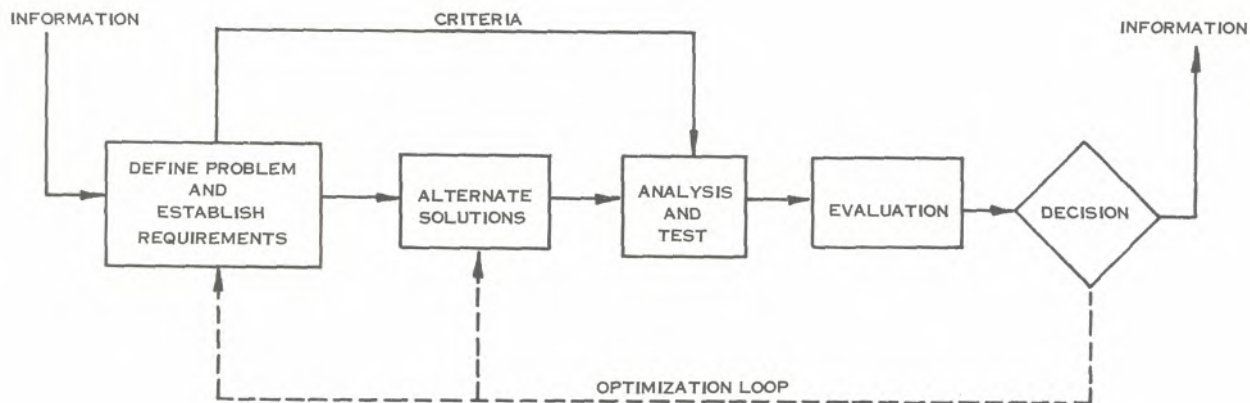 INFORMATION
CRITERIA
INFORMATION
DEFINE PROBLEM
AND
ESTABLISH
REQUIREMENTS
ALTERNATE
SOLUTIONS
ANALYSIS
AND
TEST
EVALUATION
DECISION
OPTIMIZATION LOOP